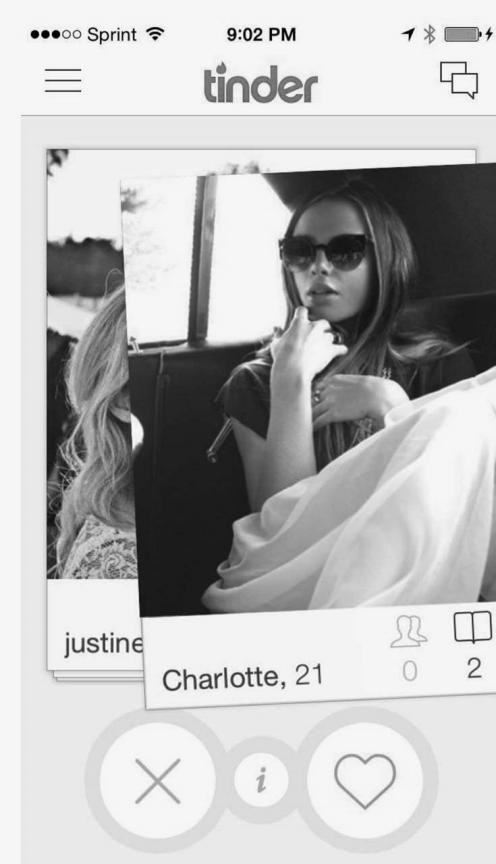 Sprint 9:02 PM
tinder
justine
Charlotte, 21
0 2
i